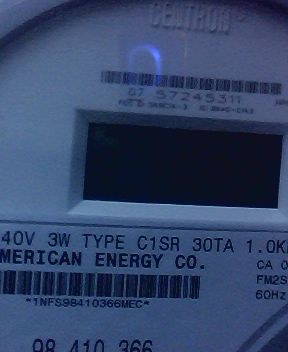 CENTRON
07 57245311
40V 3W TYPE C1SR 30TA 1.0K
MERICAN ENERGY CO.
CA 0
FM2S
*1NFS98410366MEC*
60Hz
98 410 366